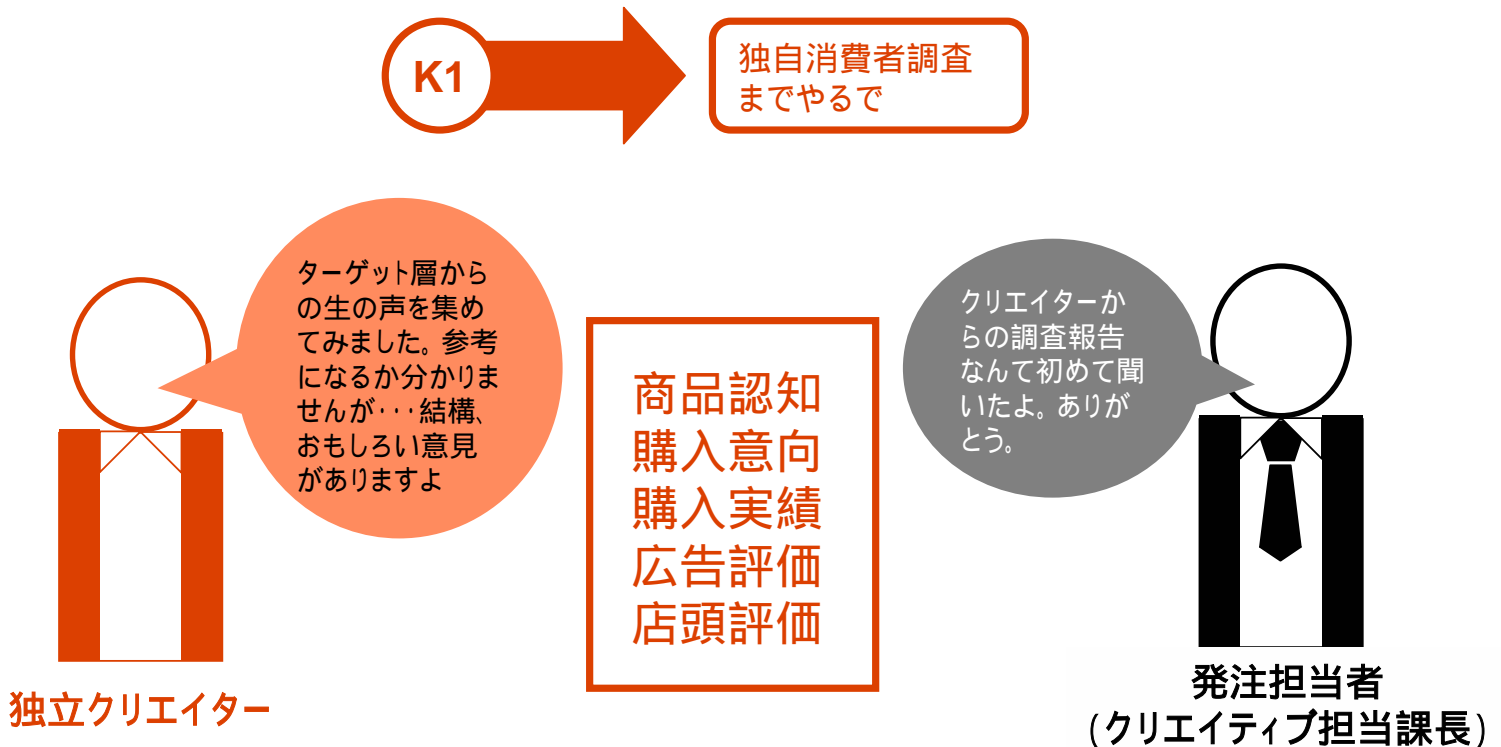 K1
独自消費者調査
までやるで
ターゲット層から
の生の声を集め
てみました。参考
になるか分かりま
せんが・・・結構、
おもしろい意見
がありますよ
商品認知
購入意向
購入実績
広告評価
店頭評価
クリエイターか
らの調査報告
なんて初めて聞
いたよ。ありが
とう。
独立クリエイター
発注担当者
(クリエイティブ担当課長)